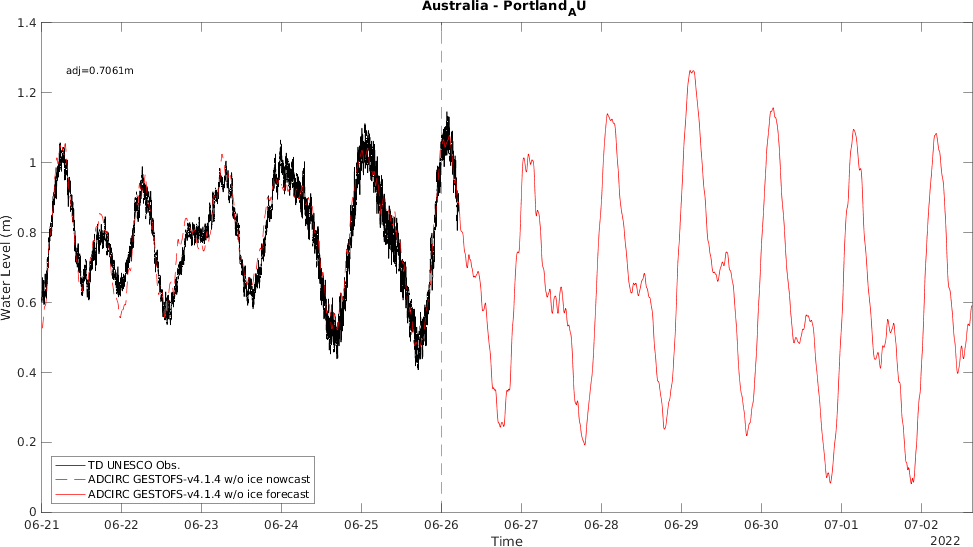 Australia - Portland_AU
1.4
adj=0.7061m
1.2
1
0.8
Water Level (m)
0.6
0.4
0.2
0
TD UNESCO Obs.
ADCIRC GESTOFS-v4.1.4 w/o ice nowcast
ADCIRC GESTOFS-v4.1.4 w/o ice forecast
06-21 06-22 06-23 06-24 06-25 06-26 06-27 06-28 06-29 06-30 07-01 07-02
Time
2022